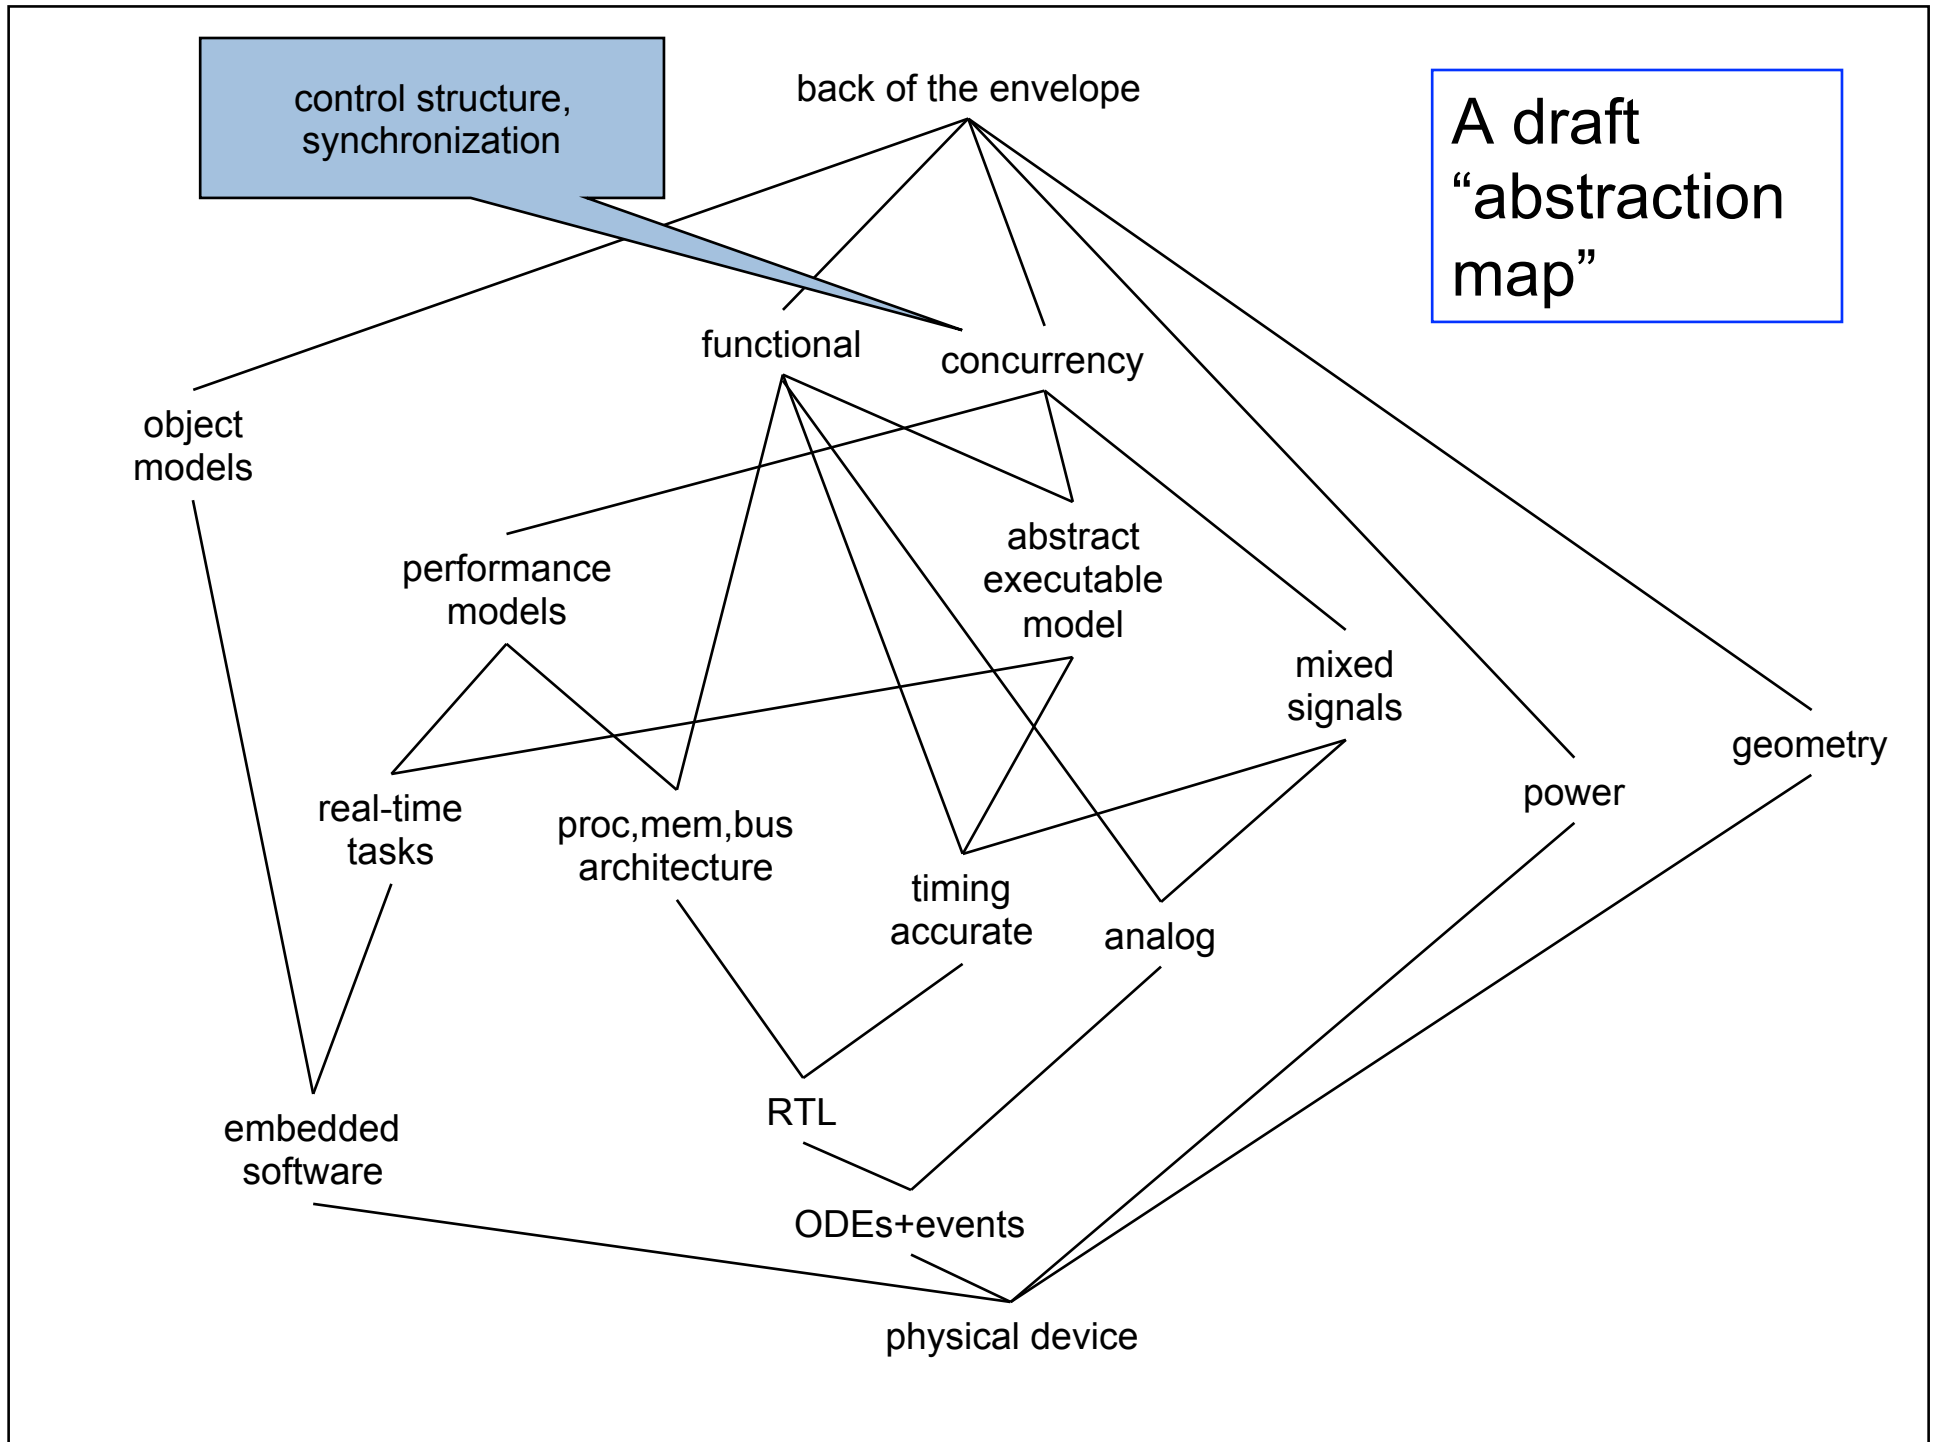 control structure,
synchronization
back of the envelope
A draft
“abstraction
map”
functional
concurrency
object
models
performance
models
abstract
executable
model
mixed
signals
geometry
power
real-time
tasks
proc,mem,bus
architecture
timing
accurate
analog
RTL
embedded
software
ODEs+events
physical device